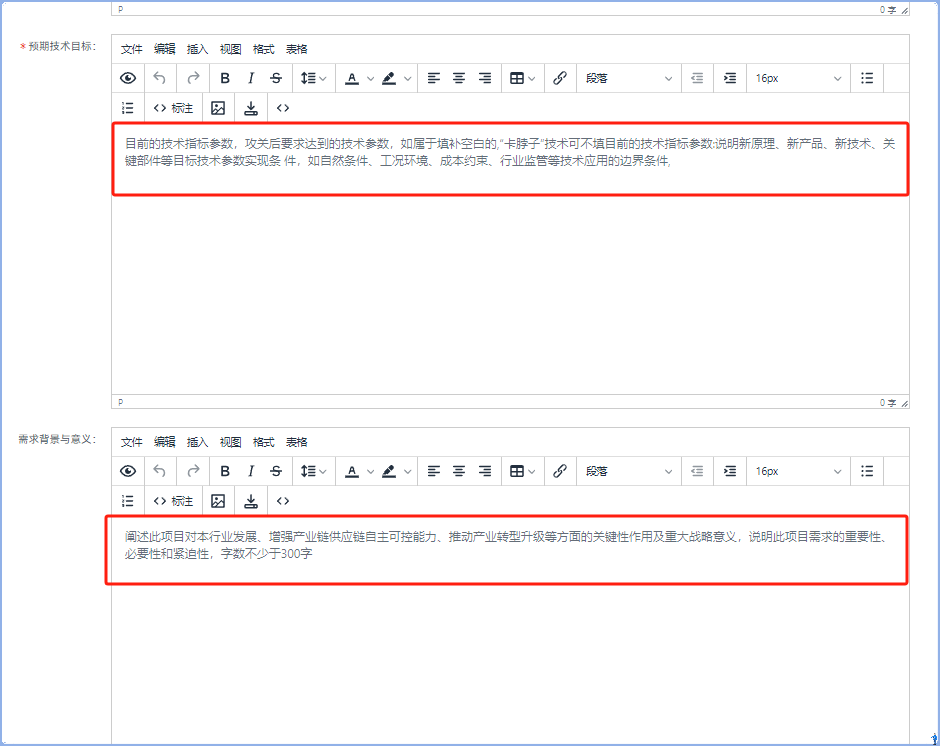 P 0 字
* 预期技术目标：
文件 编辑 插入 视图 格式 表格
B I S A 段落 16px
标注
目前的技术指标参数，攻关后要求达到的技术参数，如属于填补空白的,“卡脖子”技术可不填目前的技术指标参数;说明新原理、新产品、新技术、关
键部件等目标技术参数实现条 件，如自然条件、工况环境、成本约束、行业监管等技术应用的边界条件,
P 0 字
需求背景与意义：
文件 编辑 插入 视图 格式 表格
B I S A 段落 16px
标注
阐述此项目对本行业发展、增强产业链供应链自主可控能力、推动产业转型升级等方面的关键性作用及重大战略意义，说明此项目需求的重要性、
必要性和紧迫性，字数不少于300字